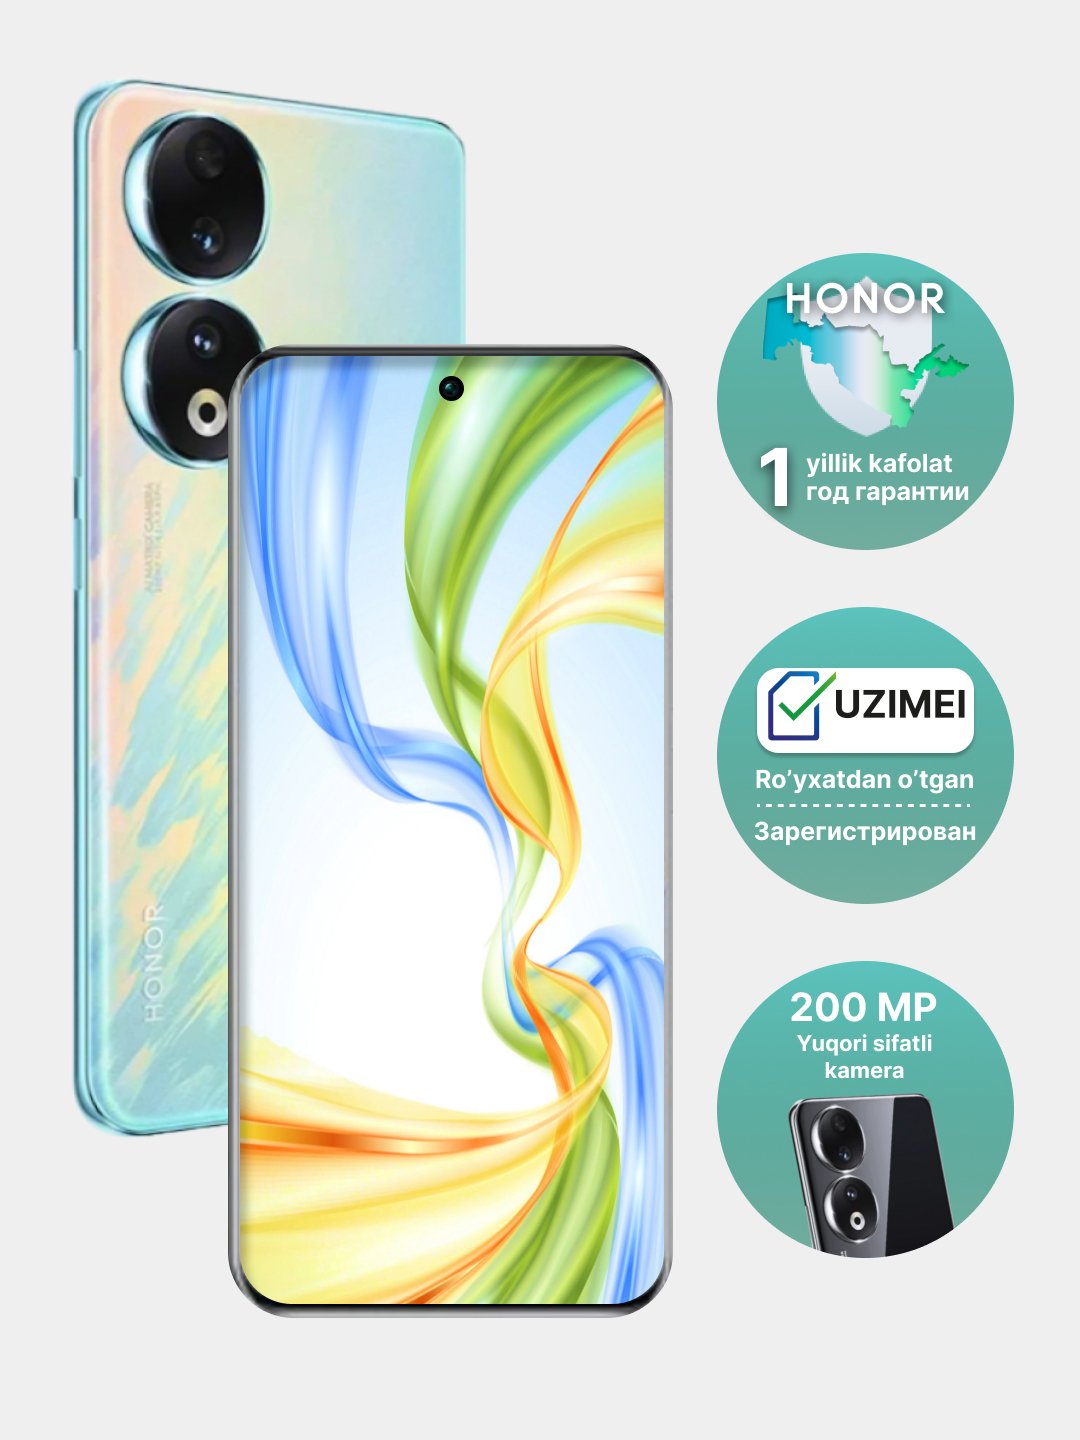 HONOR
1 yillik kafolat
год гарантии
UZIMEI
Ro’yxatdan o’tgan
Зарегистрирован
200 MP
Yuqori sifatli
kamera
HONOR